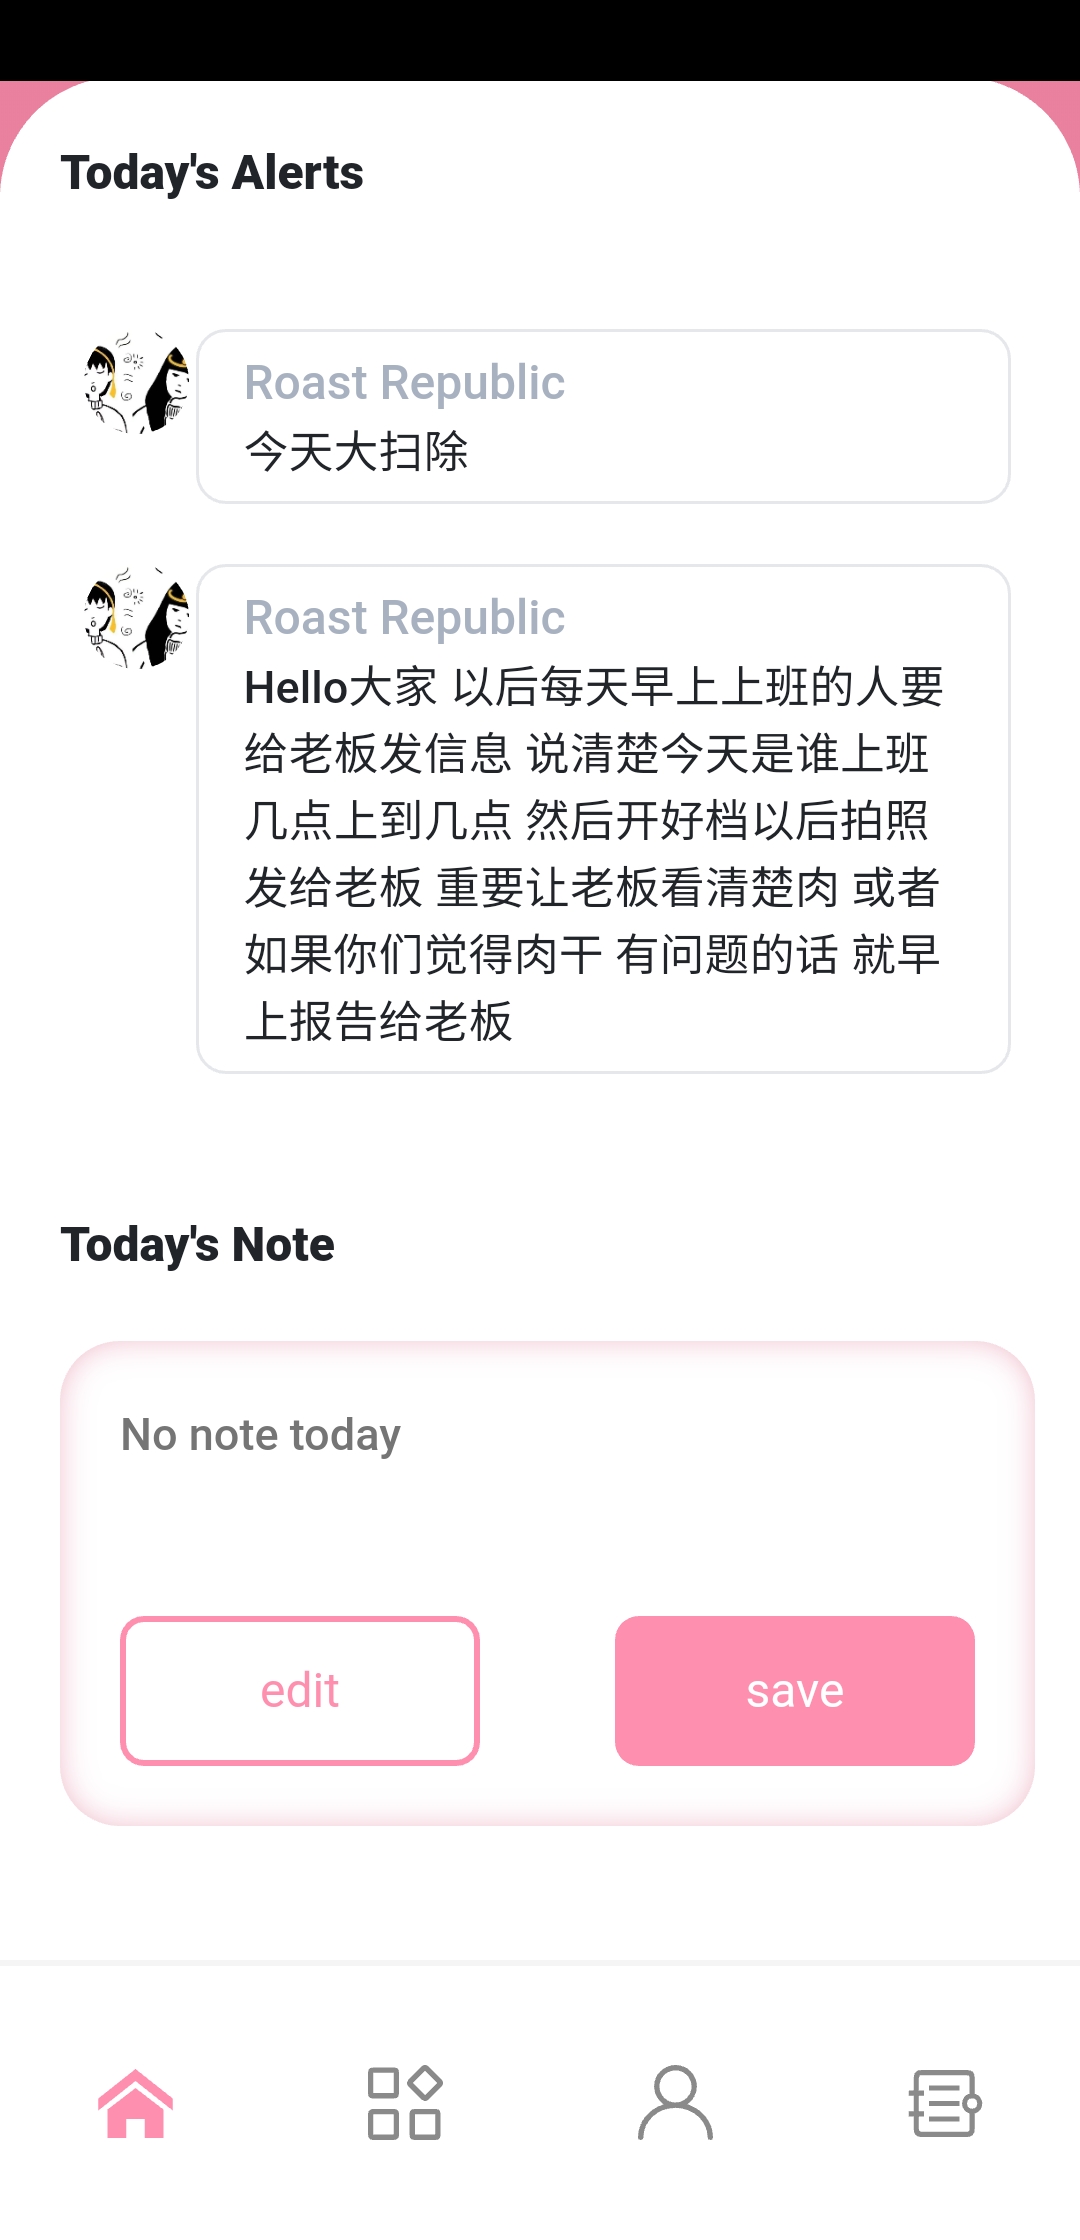 Today's Alerts
Roast Republic
今天大扫除
Roast Republic
Hello大家 以后每天早上上班的人要
给老板发信息 说清楚今天是谁上班
几点上到几点 然后开好档以后拍照
发给老板 重要让老板看清楚肉 或者
如果你们觉得肉干 有问题的话 就早
上报告给老板
Today's Note
No note today
edit
save